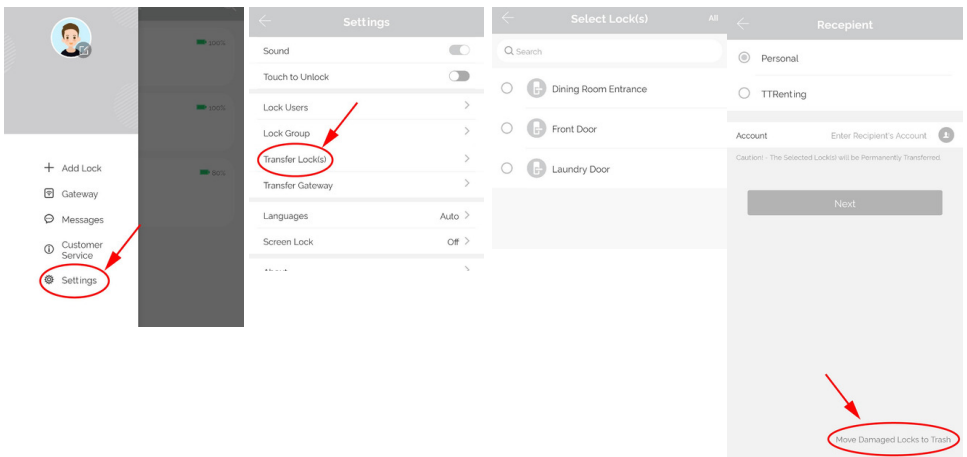 100%
100%
80%
Add Lock
Gateway
Messages
Customer
Service
Settings
Settings
Sound
Touch to Unlock
Lock Users
Lock Group
Transfer Lock(s)
Transfer Gateway
Languages Auto
Screen Lock Off
About
Select Lock(s) All
Search
Dining Room Entrance
Front Door
Laundry Door
Recepient
Personal
TTRenting
Account Enter Recipient's Account
Caution! - The Selected Lock(s) will be Permanently Transferred
Next
Move Damaged Locks to Trash